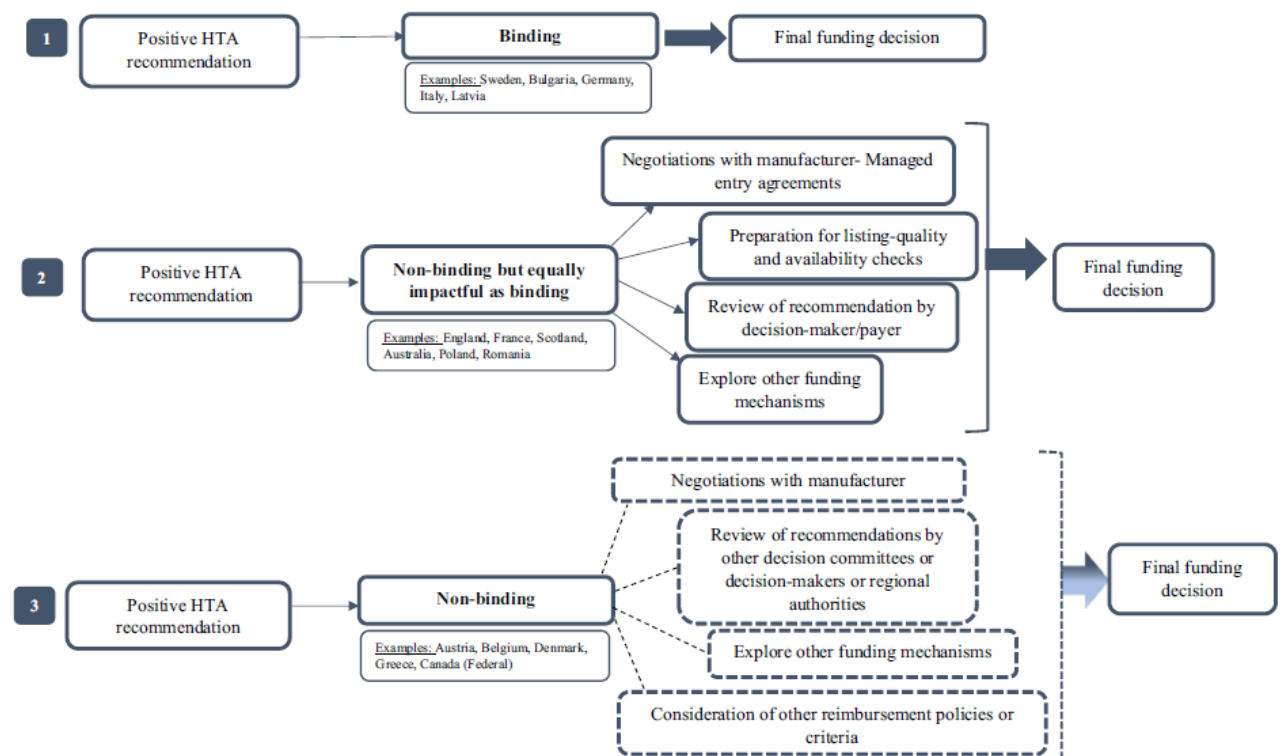 1
Positive HTA
recommendation
Binding
Final funding decision
Examples: Sweden, Bulgaria, Germany,
Italy, Latvia
Negotiations with manufacturer- Managed
entry agreements
Preparation for listing-quality
and availability checks
2
Positive HTA
recommendation
Non-binding but equally
impactful as binding
Final funding
decision
Examples: England, France, Scotland,
Australia, Poland, Romania
Review of recommendation by
decision-maker/payer
Explore other funding
mechanisms
Negotiations with manufacturer
Review of recommendations by
other decision committees or
decision-makers or regional
authorities
3
Positive HTA
recommendation
Non-binding
Final funding
decision
Examples: Austria, Belgium, Denmark,
Greece, Canada (Federal)
Explore other funding mechanisms
Consideration of other reimbursement policies or
criteria